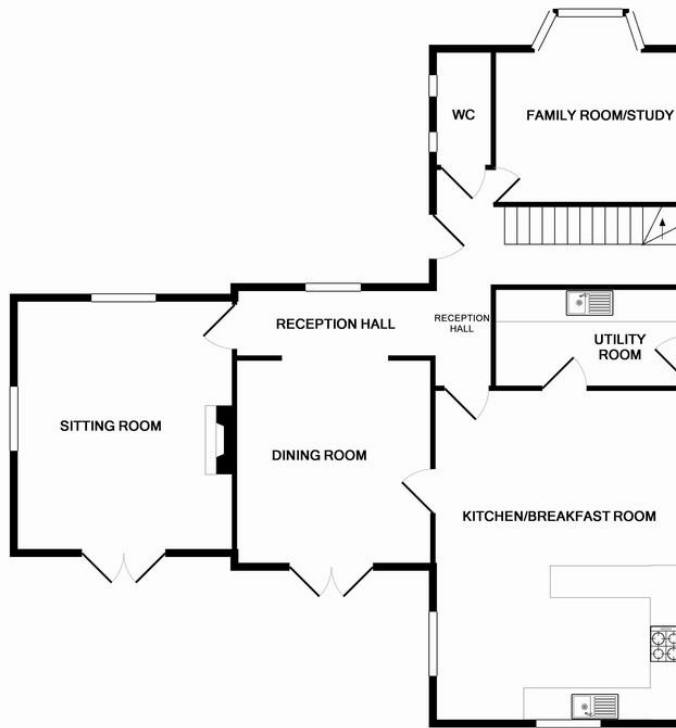 WC
FAMILY ROOM/STUDY
RECEPTION HALL
RECEPTION
HALL
UTILITY
ROOM
SITTING ROOM
DINING ROOM
KITCHEN/BREAKFAST ROOM